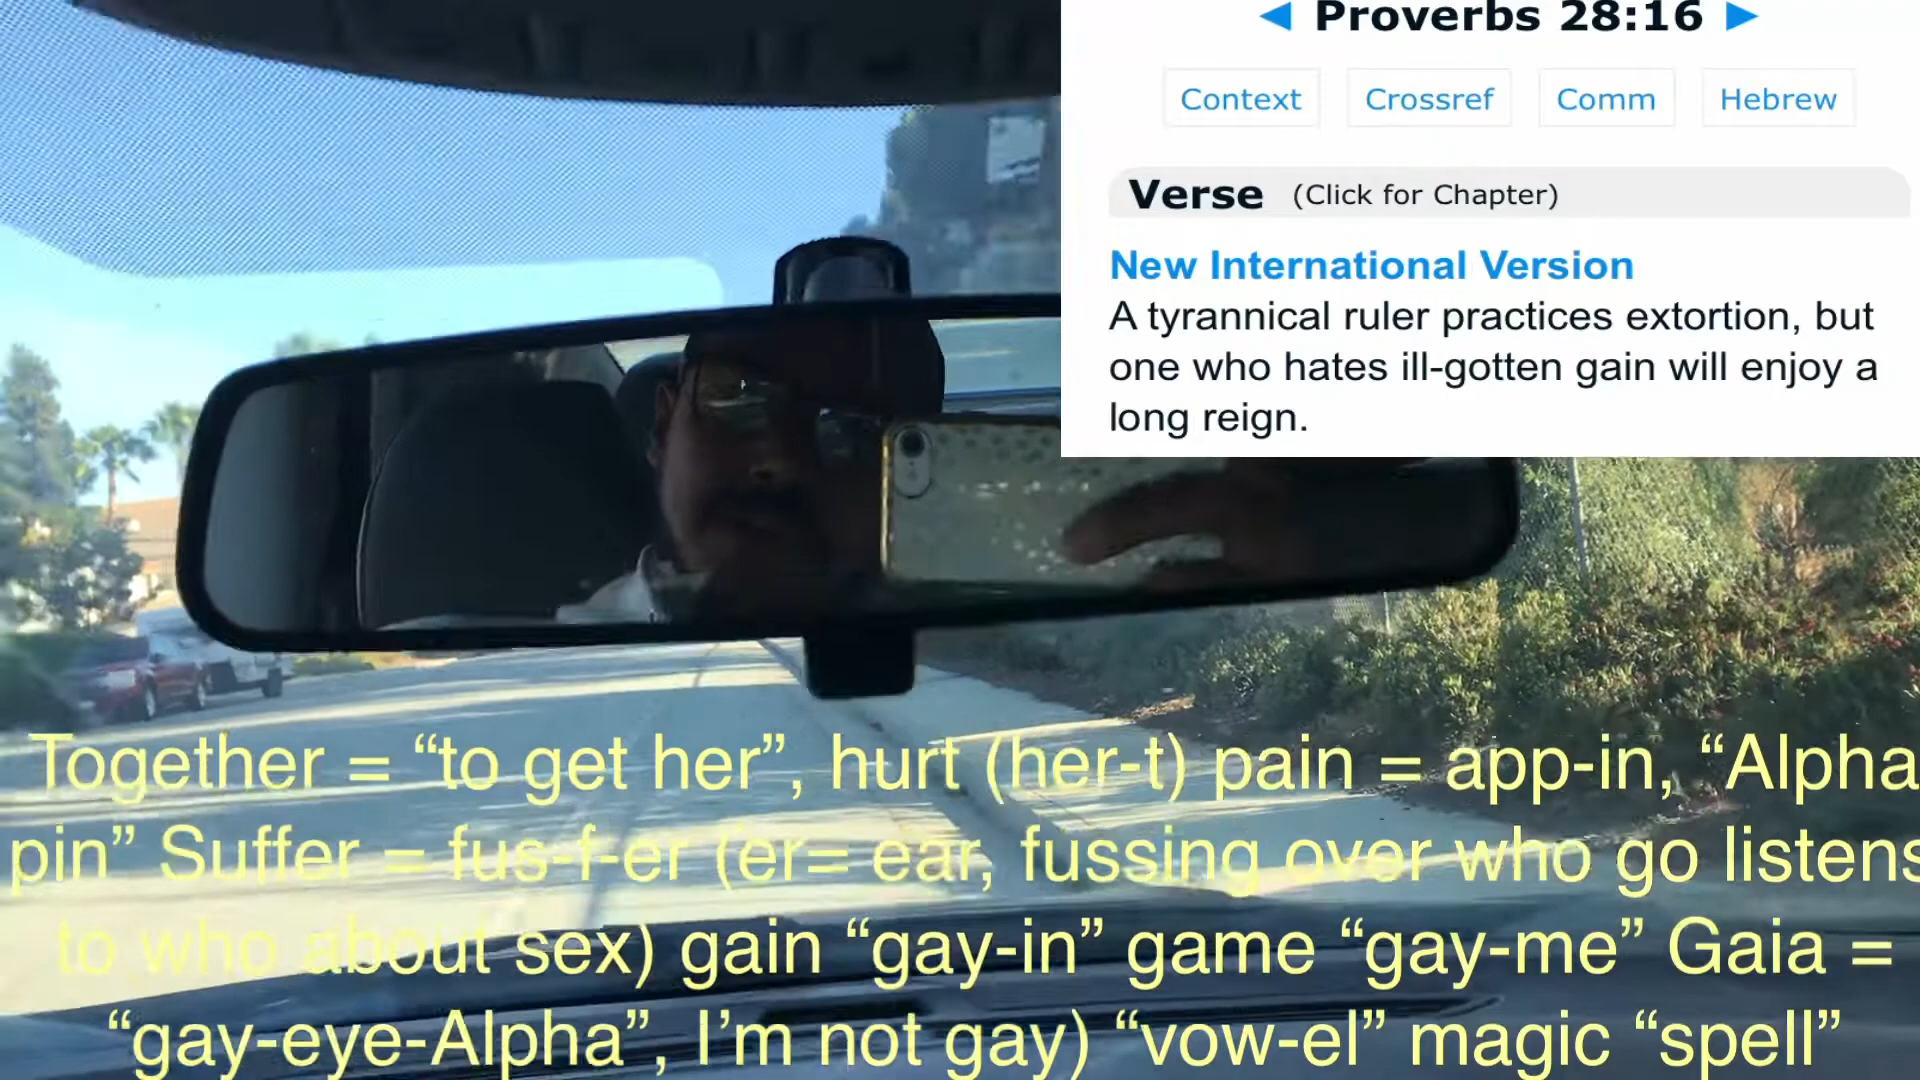 ◀ Proverbs 28:16 ▶
Context Crossref Comm Hebrew
Verse (Click for Chapter)
New International Version
A tyrannical ruler practices extortion, but
one who hates ill-gotten gain will enjoy a
long reign.
Together = “to get her”, hurt (her-t) pain = app-in, “Alpha
pin” Suffer = fus-f-er (er= ear, fussing over who go listens
to who about sex) gain “gay-in” game “gay-me” Gaia =
“gay-eye-Alpha”, I’m not gay) “vow-el” magic “spell”